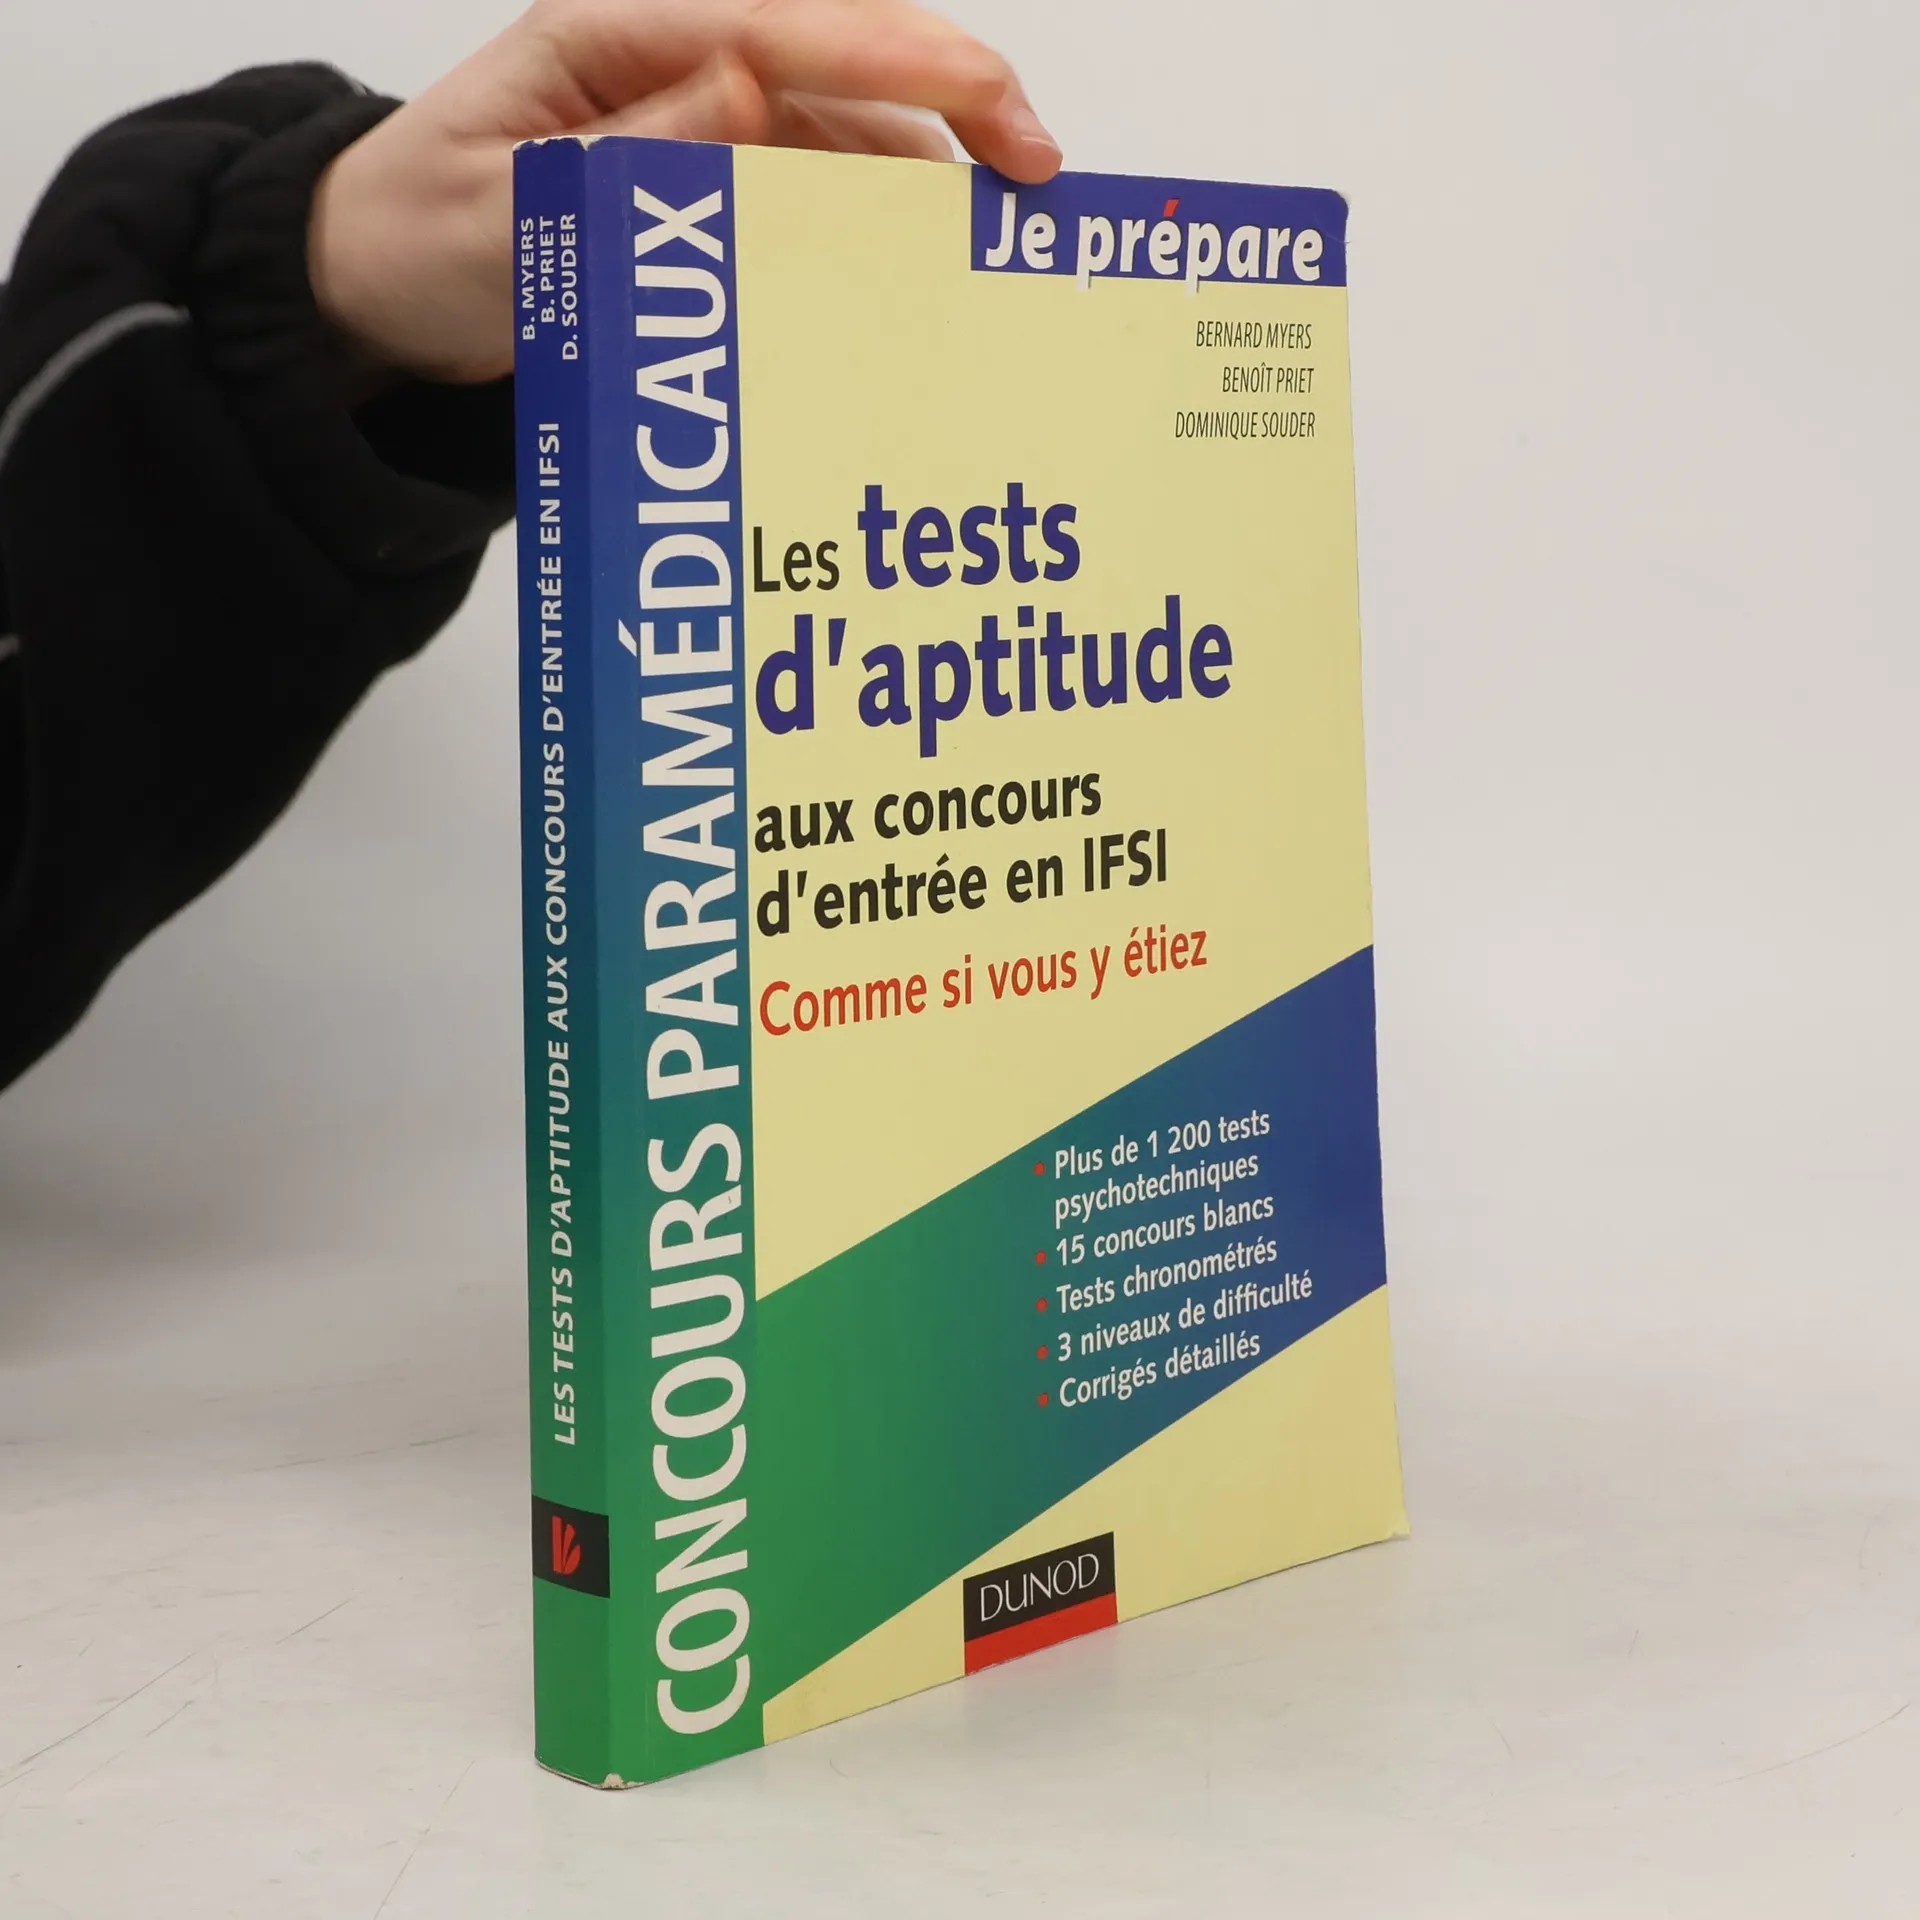 B. MYERS
B. PRIET
D. SOUDER
LES TESTS D'APTITUDE AUX CONCOURS D'ENTRÉE EN IFSI
CONCOURS PARAMÉDICAUX
Je prépare
BERNARD MYERS
BENOÎT PRIET
DOMINIQUE SOUDER
Les tests
d'aptitude
aux concours
d'entrée en IFSI
Comme si vous y étiez
• Plus de 1 200 tests
psychotechniques
• 15 concours blancs
• Tests chronométrés
• 3 niveaux de difficulté
• Corrigés détaillés
DUNOD